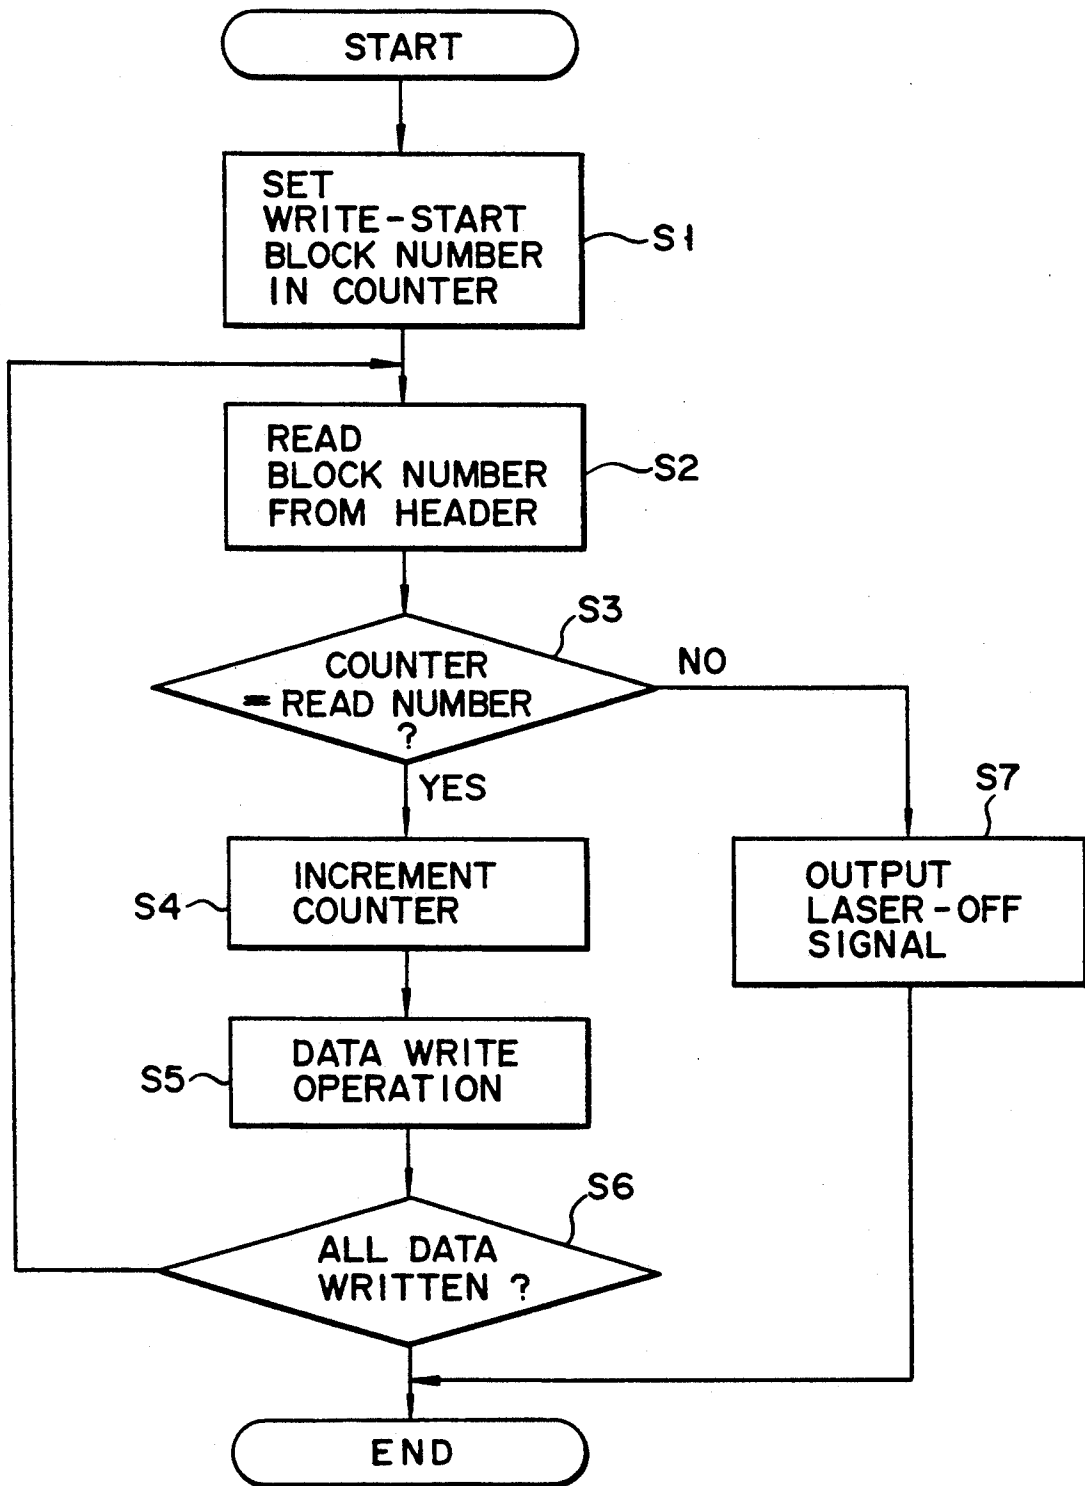 START
SET
WRITE-START
BLOCK NUMBER
IN COUNTER
S1
READ
BLOCK NUMBER
FROM HEADER
S2
S3
COUNTER
= READ NUMBER
?
NO
YES
S7
INCREMENT
COUNTER
S4
OUTPUT
LASER-OFF
SIGNAL
DATA WRITE
OPERATION
S5
S6
ALL DATA
WRITTEN ?
END